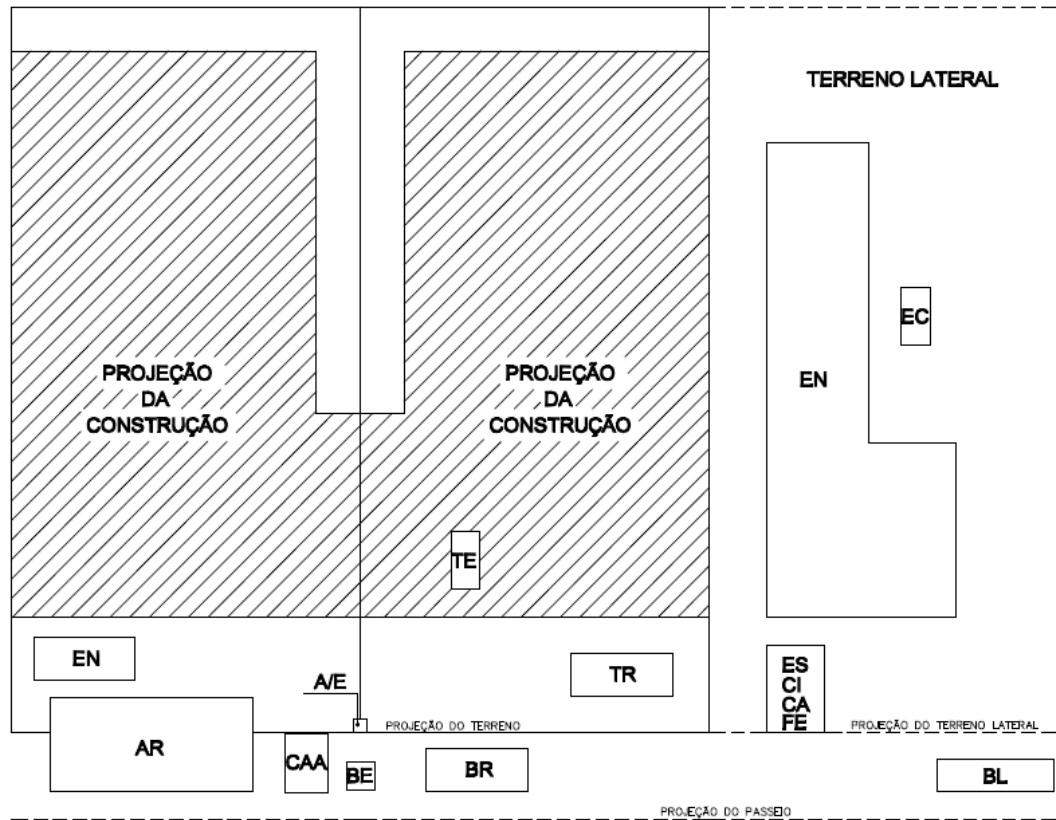 TERRENO LATERAL
EC
PROJEÇÃO
DA
CONSTRUÇÃO
PROJEÇÃO
DA
CONSTRUÇÃO
EN
TE
EN
TR
ES
CI
CA
FE
A/E
PROJEÇÃO DO TERRENO
PROJEÇÃO DO TERRENO LATERAL
AR
CAA
BE
BR
BL
PROJEÇÃO DO PASSEIO